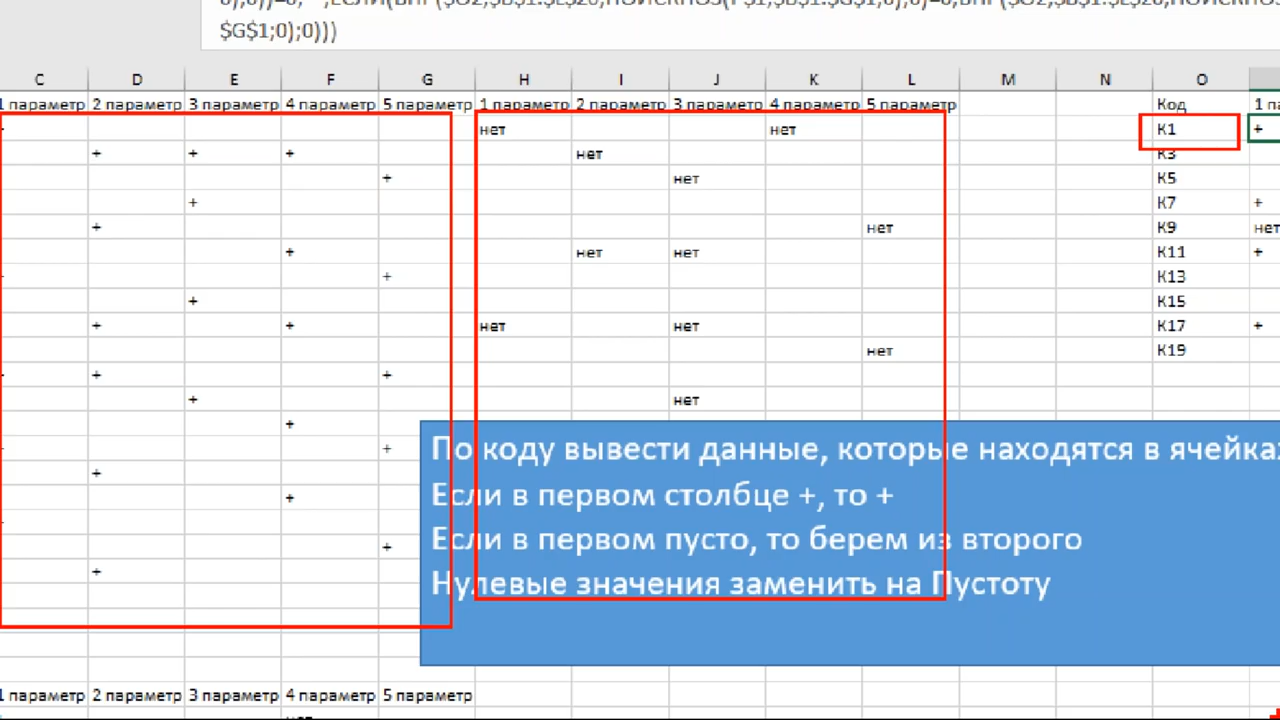 $G$1;0);0)))
C D E F G H I J K L M N O
параметр 2 параметр 3 параметр 4 параметр 5 параметр 1 параметр 2 параметр 3 параметр 4 параметр 5 параметр Код 1
нет нет К1 +
+ + + нет К3
+ нет К5
+ К7 +
+ нет К9 нет
+ нет нет К11 +
+ К13
+ К15
+ + нет нет К17 +
нет К19
+ +
+ нет
+
+
+
+
+
+
По коду вывести данные, которые находятся в ячейках
Если в первом столбце +, то +
Если в первом пусто, то берем из второго
Нулевые значения заменить на Пустоту
1 параметр 2 параметр 3 параметр 4 параметр 5 параметр